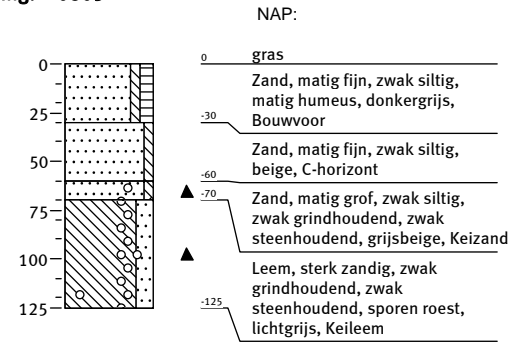 NAP:
0
25
50
75
100
125
0
gras
Zand, matig fijn, zwak siltig,
matig humeus, donkergrijs,
Bouwvoor
-30
Zand, matig fijn, zwak siltig,
beige, C-horizont
-60
Zand, matig grof, zwak siltig,
zwak grindhoudend, zwak
steenhoudend, grijsbeige, Keizand
-70
Leem, sterk zandig, zwak
grindhoudend, zwak
steenhoudend, sporen roest,
lichtgrijs, Keileem
-125